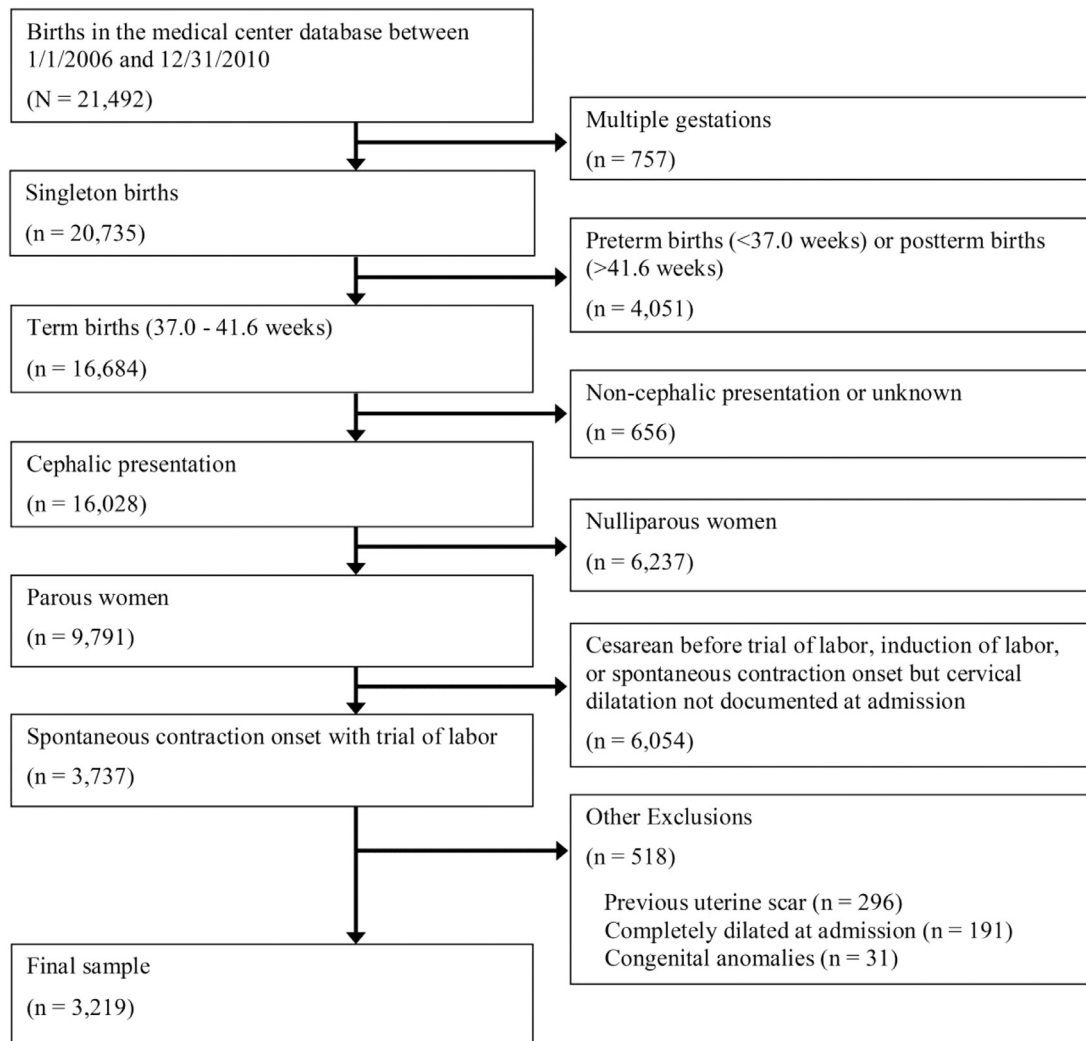 Births in the medical center database between
1/1/2006 and 12/31/2010
(N = 21,492)
Multiple gestations
(n = 757)
Singleton births
(n = 20,735)
Preterm births (<37.0 weeks) or postterm births
(>41.6 weeks)
(n = 4,051)
Term births (37.0 - 41.6 weeks)
(n = 16,684)
Non-cephalic presentation or unknown
(n = 656)
Cephalic presentation
(n = 16,028)
Nulliparous women
(n = 6,237)
Parous women
(n = 9,791)
Cesarean before trial of labor, induction of labor,
or spontaneous contraction onset but cervical
dilatation not documented at admission
(n = 6,054)
Spontaneous contraction onset with trial of labor
(n = 3,737)
Other Exclusions
(n = 518)
Previous uterine scar (n = 296)
Completely dilated at admission (n = 191)
Congenital anomalies (n = 31)
Final sample
(n = 3,219)